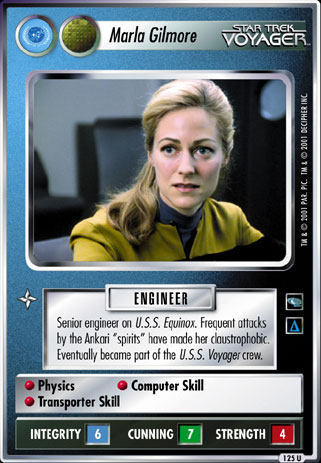 Marla Gilmore
STAR TREK
VOYAGER™
TM & © 2001 PAR. PIC. TM & © 2001 DECIPHER INC.
ENGINEER
Senior engineer on U.S.S. Equinox. Frequent attacks
by the Ankari "spirits" have made her claustrophobic.
Eventually became part of the U.S.S. Voyager crew.
Physics Computer Skill
Transporter Skill
INTEGRITY 6 CUNNING 7 STRENGTH 4
125 U